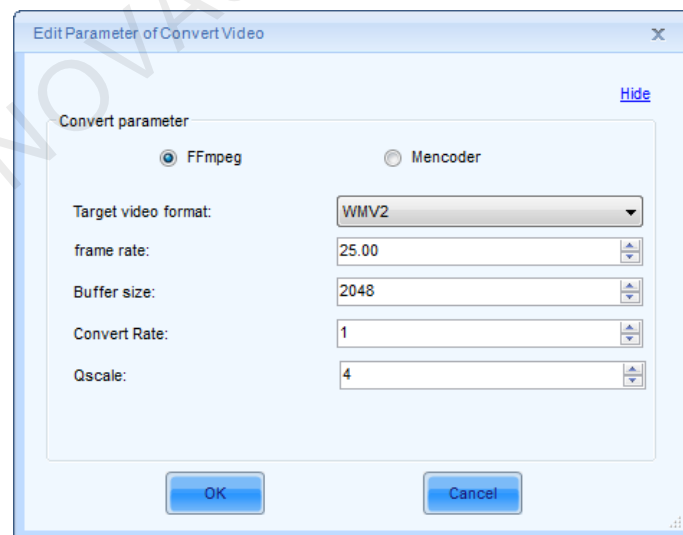 Edit Parameter of Convert Video
Hide
Convert parameter
FFmpeg Mencoder
Target video format: WMV2
frame rate: 25.00
Buffer size: 2048
Convert Rate: 1
Qscale: 4
OK Cancel
NOVAS